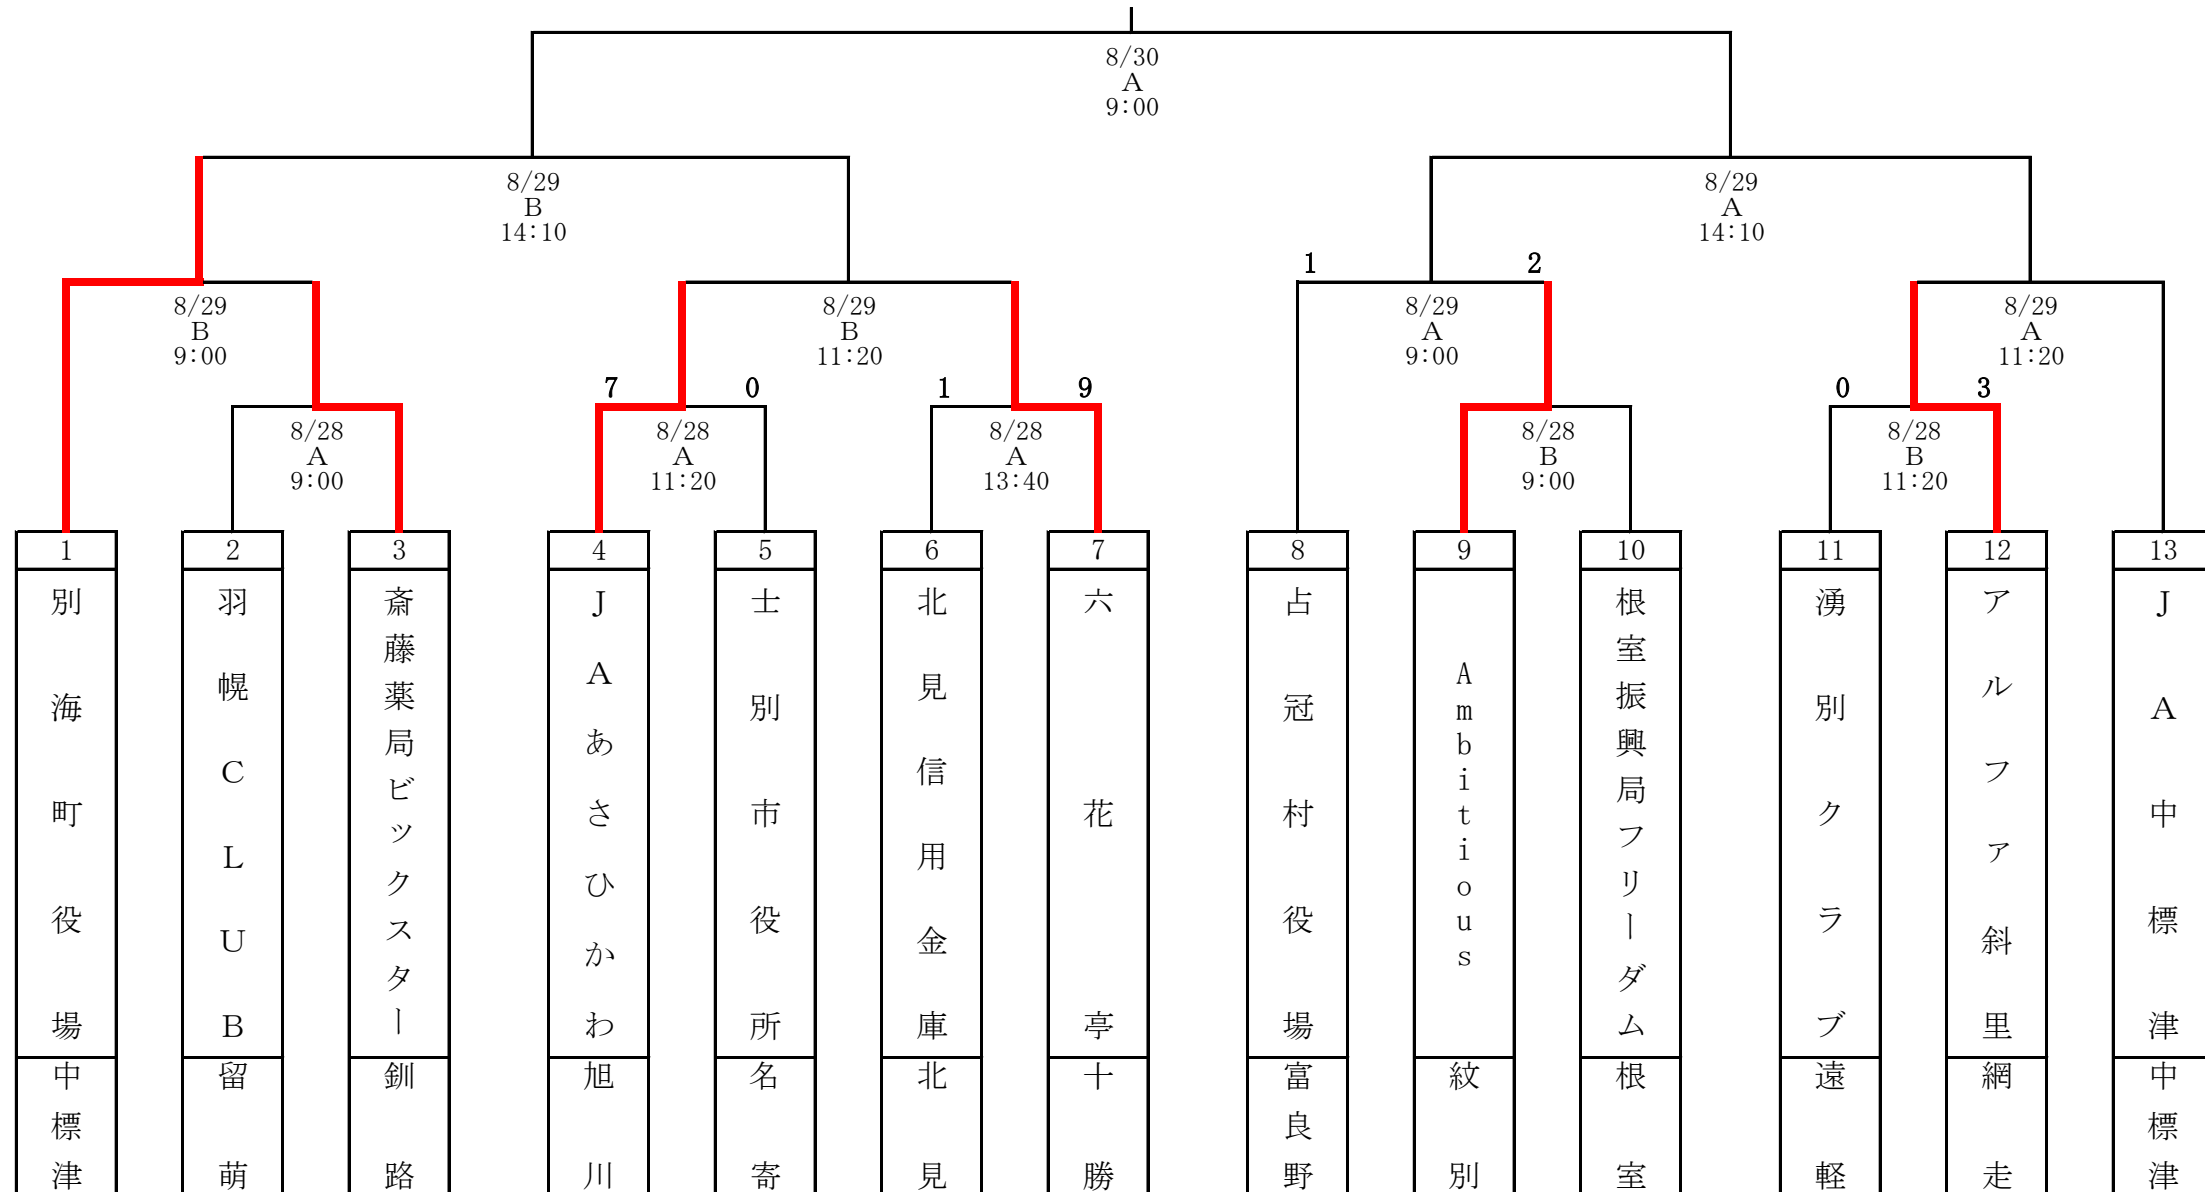 8/30
A
9:00
8/29
B
14:10
8/29
A
14:10
1 2
8/29
B
9:00
8/29
B
11:20
8/29
A
9:00
8/29
A
11:20
7 0 1 9 0 3
8/28
A
9:00
8/28
A
11:20
8/28
A
13:40
8/28
B
9:00
8/28
B
11:20
1
別海町役場
中標津
2
羽幌CLUB
留萌
3
斎藤薬局ビックスター
釧路
4
JAあさひかわ
旭川
5
士別市役所
名寄
6
北見信用金庫
北見
7
六花亭
十勝
8
占冠村役場
富良野
9
Ambitious
紋別
10
根室振興局フリーダム
根室
11
湧別クラブ
遠軽
12
アルファ斜里
網走
13
JA中標津
中標津